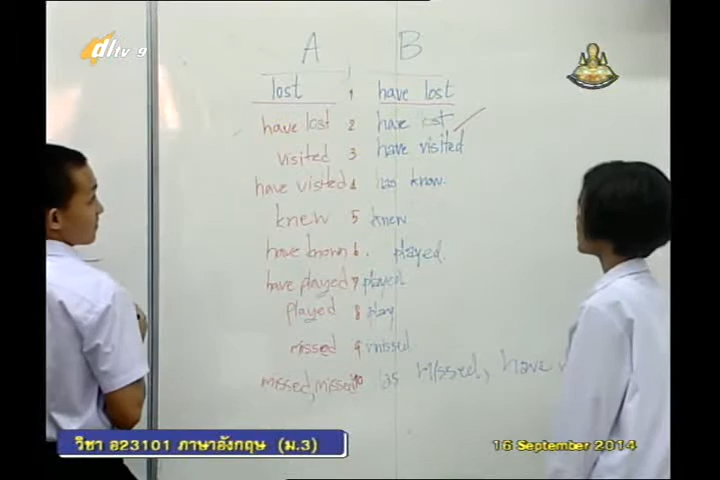 dltv 9
A B
lost 1 have lost
have lost 2 have lost
visited 3 have visited
have visited 4 has know.
knew 5 knew
have known 6. played.
have played 7 played
played 8 play
missed 9 missed
missed, missed 10 has missed, have
วิชา อ23101 ภาษาอังกฤษ (ม.3)
16 September 2014